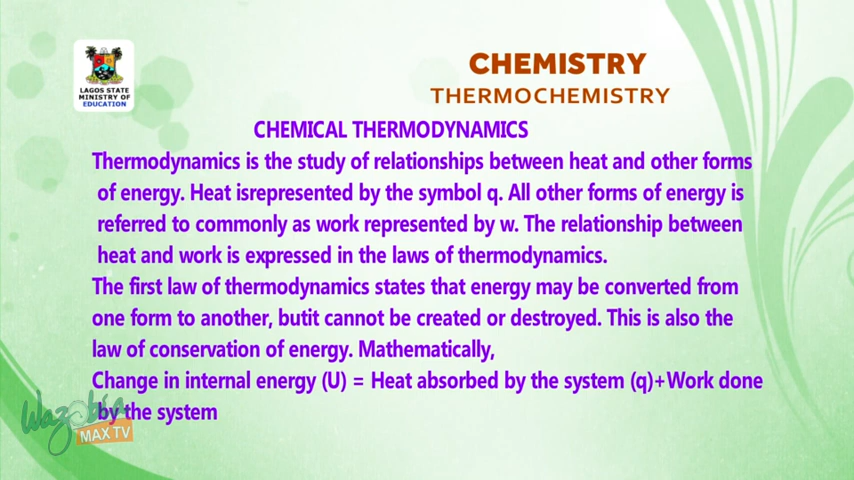 LAGOS STATE
MINISTRY OF
EDUCATION
CHEMISTRY
THERMOCHEMISTRY
CHEMICAL THERMODYNAMICS
Thermodynamics is the study of relationships between heat and other forms
of energy. Heat isrepresented by the symbol q. All other forms of energy is
referred to commonly as work represented by w. The relationship between
heat and work is expressed in the laws of thermodynamics.
The first law of thermodynamics states that energy may be converted from
one form to another, butit cannot be created or destroyed. This is also the
law of conservation of energy. Mathematically,
Change in internal energy (U) = Heat absorbed by the system (q)+Work done
by the system
Wazobia
MAX TV